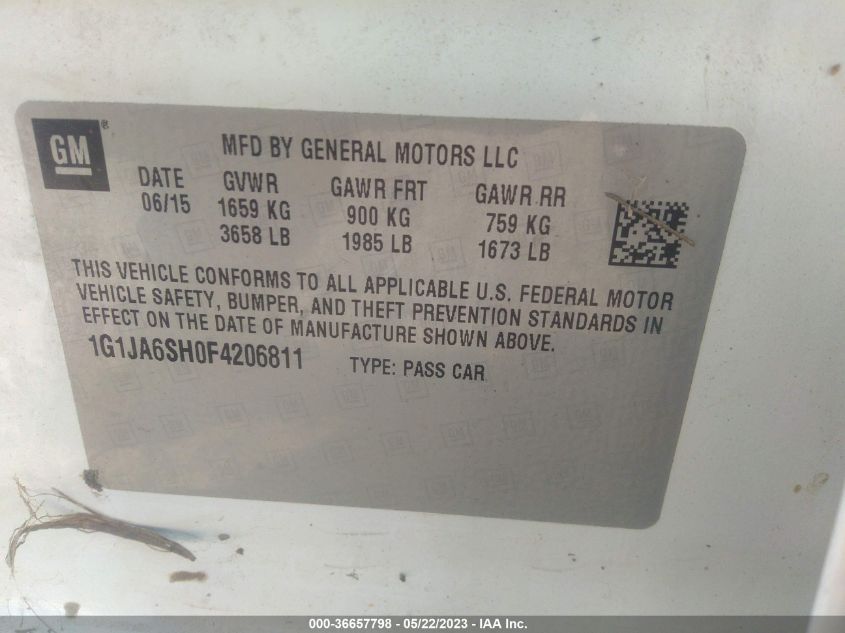 GM®
MFD BY GENERAL MOTORS LLC
DATE GVWR GAWR FRT GAWR RR
06/15 1659 KG 900 KG 759 KG
3658 LB 1985 LB 1673 LB
THIS VEHICLE CONFORMS TO ALL APPLICABLE U.S. FEDERAL MOTOR
VEHICLE SAFETY, BUMPER, AND THEFT PREVENTION STANDARDS IN
EFFECT ON THE DATE OF MANUFACTURE SHOWN ABOVE.
1G1JA6SH0F4206811 TYPE: PASS CAR
000-36657798 - 05/22/2023 - IAA Inc.